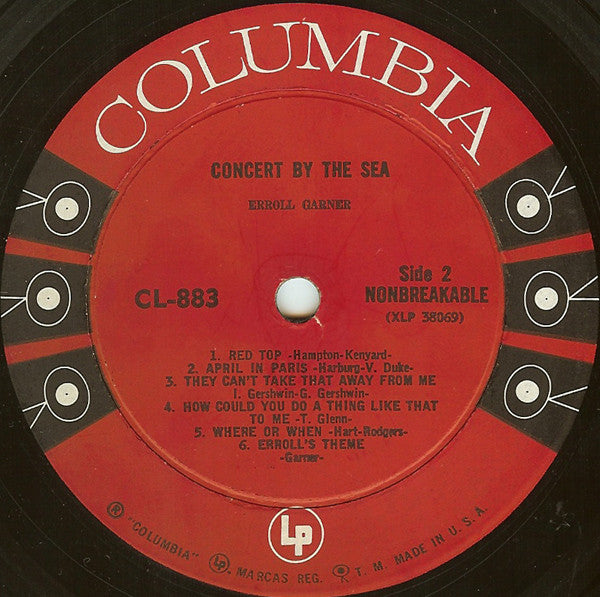 COLUMBIA
CONCERT BY THE SEA
ERROLL GARNER
CL-883
Side 2
NONBREAKABLE
(XLP 38069)
1. RED TOP -Hampton-Kenyard-
2. APRIL IN PARIS -Harburg-V. Duke-
3. THEY CAN'T TAKE THAT AWAY FROM ME
I. Gershwin-G. Gershwin-
4. HOW COULD YOU DO A THING LIKE THAT
TO ME -T. Glenn-
5. WHERE OR WHEN -Hart-Rodgers-
6. ERROLL'S THEME
-Garner-
Lp
® "COLUMBIA" Lp MARCAS REG. T. M. MADE IN U. S. A.